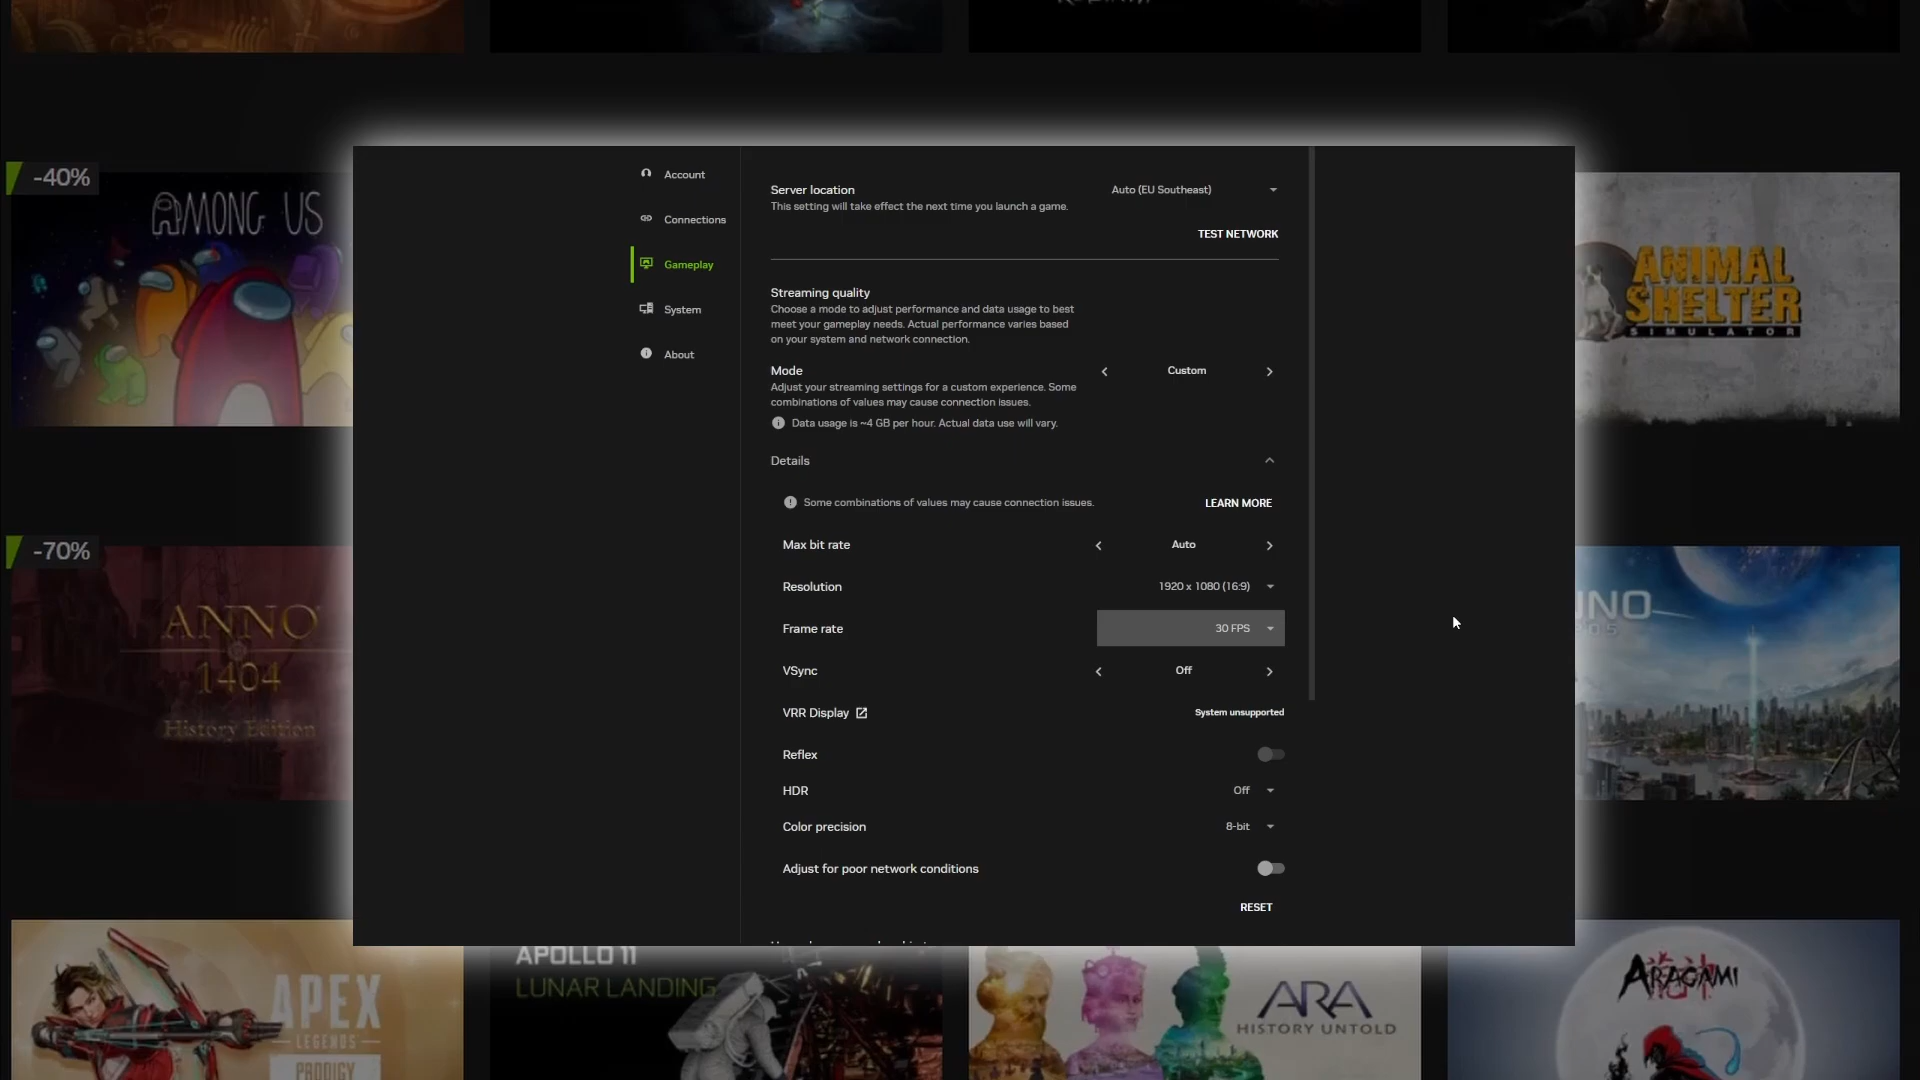 -40%
AMONG US
ANIMAL
SHELTER
SIMULATOR
-70%
ANNO
1404
History Edition
APEX
LEGENDS
PRODIGY
APOLLO 11
LUNAR LANDING
ARA
HISTORY UNTOLD
ARAGAMI
Account
Connections
Gameplay
System
About
Server location
Auto (EU Southeast)
This setting will take effect the next time you launch a game.
TEST NETWORK
Streaming quality
Choose a mode to adjust performance and data usage to best
meet your gameplay needs. Actual performance varies based
on your system and network connection.
Mode
Custom
Adjust your streaming settings for a custom experience. Some
combinations of values may cause connection issues.
Data usage is ~4 GB per hour. Actual data use will vary.
Details
Some combinations of values may cause connection issues.
LEARN MORE
Max bit rate
Auto
Resolution
1920 x 1080 (16:9)
Frame rate
30 FPS
VSync
Off
VRR Display
System unsupported
Reflex
HDR
Off
Color precision
8-bit
Adjust for poor network conditions
RESET